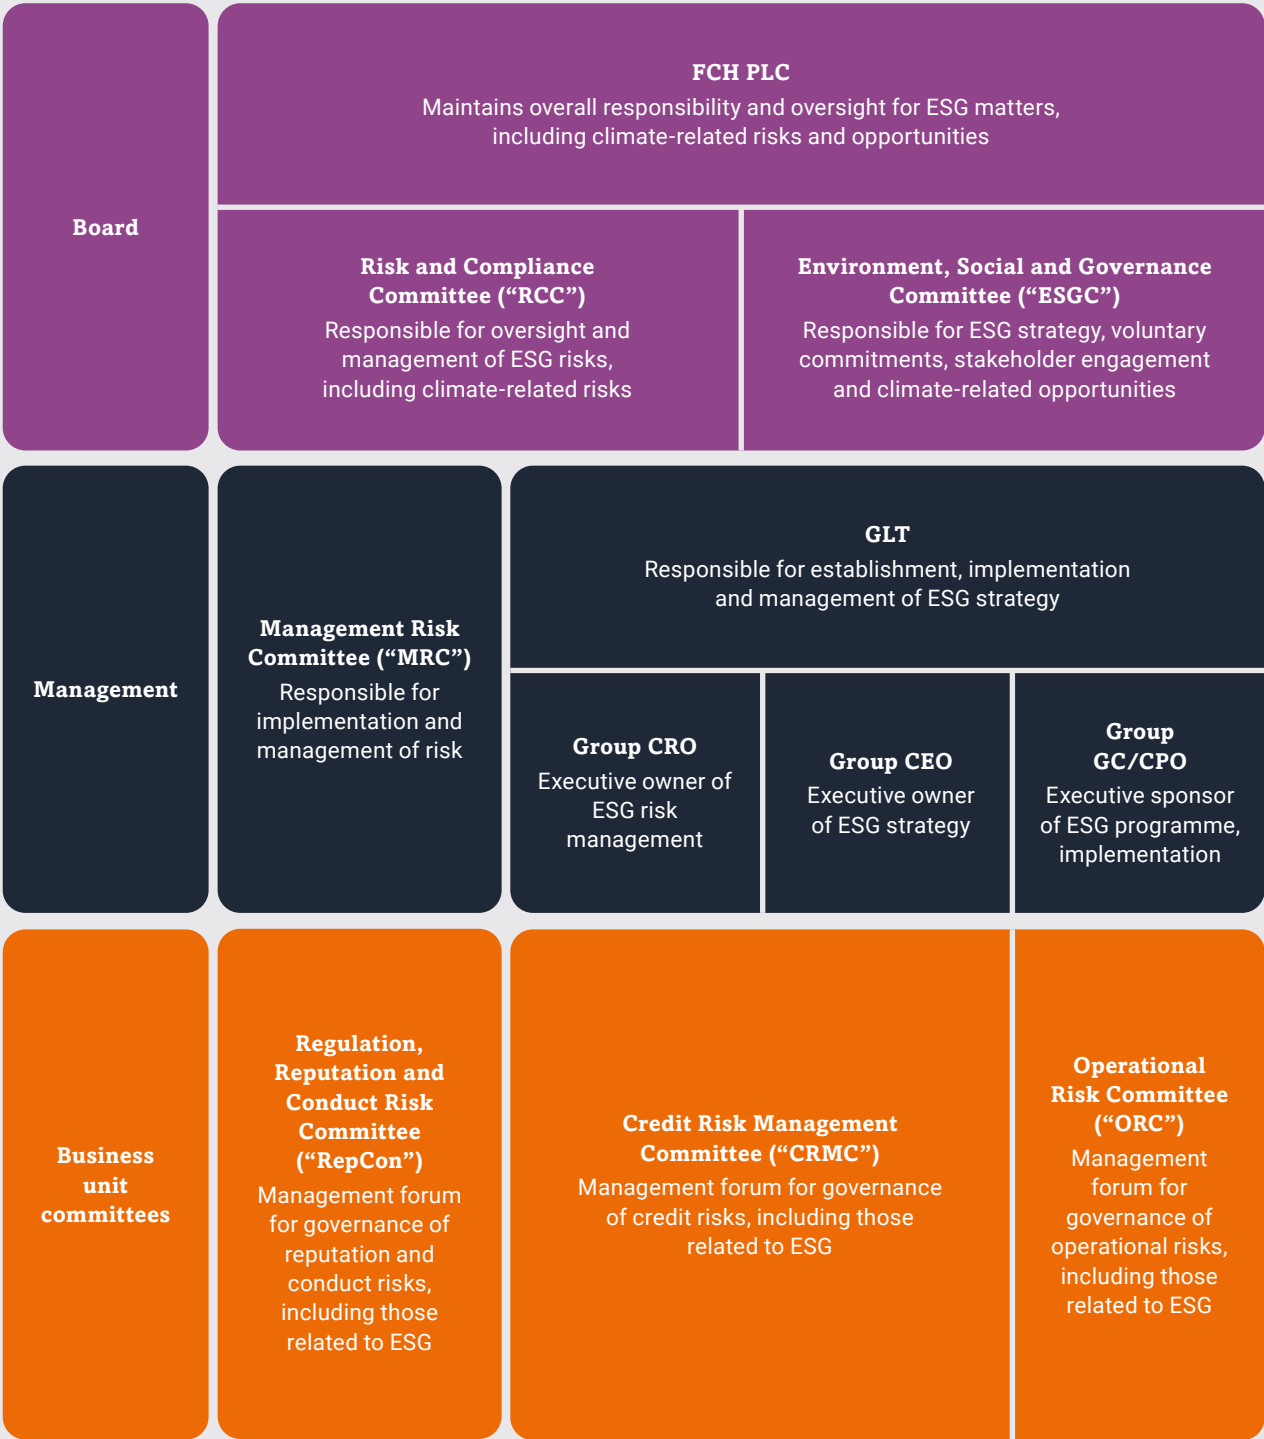 Board
FCH PLC
Maintains overall responsibility and oversight for ESG matters,
including climate-related risks and opportunities
Risk and Compliance
Committee (“RCC”)
Responsible for oversight and
management of ESG risks,
including climate-related risks
Environment, Social and Governance
Committee (“ESGC”)
Responsible for ESG strategy, voluntary
commitments, stakeholder engagement
and climate-related opportunities
Management
Management Risk
Committee (“MRC”)
Responsible for
implementation and
management of risk
GLT
Responsible for establishment, implementation
and management of ESG strategy
Group CRO
Executive owner of
ESG risk
management
Group CEO
Executive owner
of ESG strategy
Group
GC/CPO
Executive sponsor
of ESG programme,
implementation
Business
unit
committees
Regulation,
Reputation and
Conduct Risk
Committee
(“RepCon”)
Management forum
for governance of
reputation and
conduct risks,
including those
related to ESG
Credit Risk Management
Committee (“CRMC”)
Management forum for governance
of credit risks, including those
related to ESG
Operational
Risk Committee
(“ORC”)
Management
forum for
governance of
operational risks,
including those
related to ESG